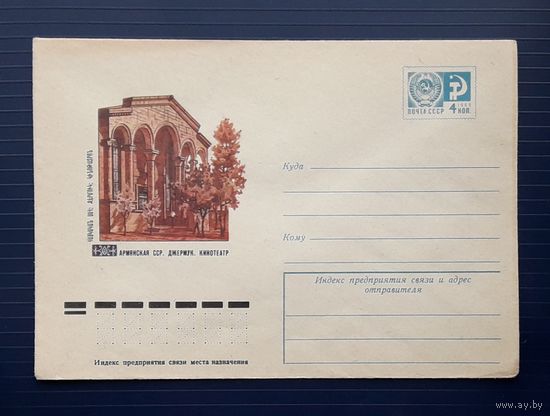 ПОЧТА СССР
4 КОП.
Куда
Кому
АРМЯНСКАЯ ССР. ДЖЕРМУК. КИНОТЕАТР
Индекс предприятия связи и адрес
отправителя
Индекс предприятия связи места назначения
www.ay.by